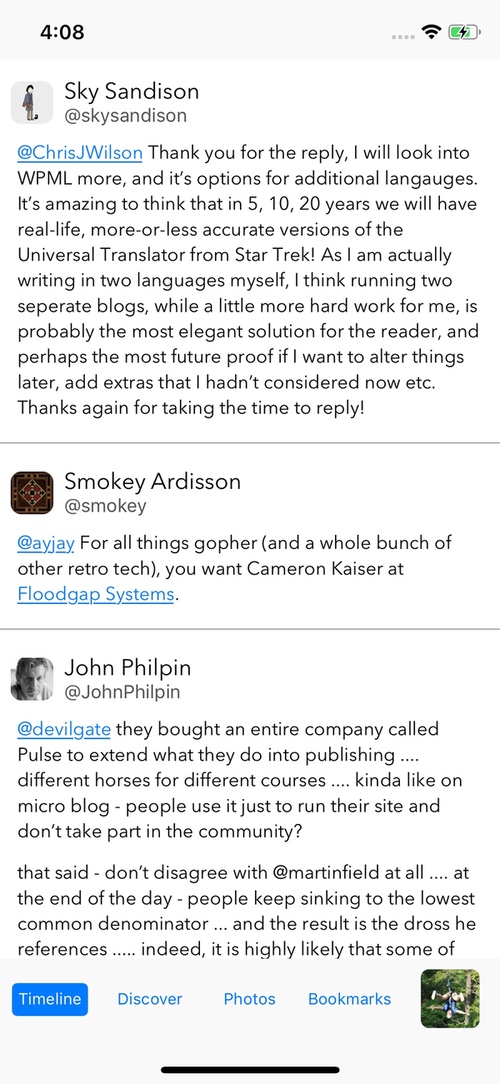 4:08
Sky Sandison
@skysandison
@ChrisJWilson Thank you for the reply, I will look into
WPML more, and it’s options for additional langauges.
It’s amazing to think that in 5, 10, 20 years we will have
real-life, more-or-less accurate versions of the
Universal Translator from Star Trek! As I am actually
writing in two languages myself, I think running two
seperate blogs, while a little more hard work for me, is
probably the most elegant solution for the reader, and
perhaps the most future proof if I want to alter things
later, add extras that I hadn’t considered now etc.
Thanks again for taking the time to reply!
Smokey Ardisson
@smokey
@ayjay For all things gopher (and a whole bunch of
other retro tech), you want Cameron Kaiser at
Floodgap Systems.
John Philpin
@JohnPhilpin
@devilgate they bought an entire company called
Pulse to extend what they do into publishing ....
different horses for different courses .... kinda like on
micro blog - people use it just to run their site and
don’t take part in the community?
that said - don’t disagree with @martinfield at all .... at
the end of the day - people keep sinking to the lowest
common denominator ... and the result is the dross he
references ..... indeed, it is highly likely that some of
Timeline Discover Photos Bookmarks